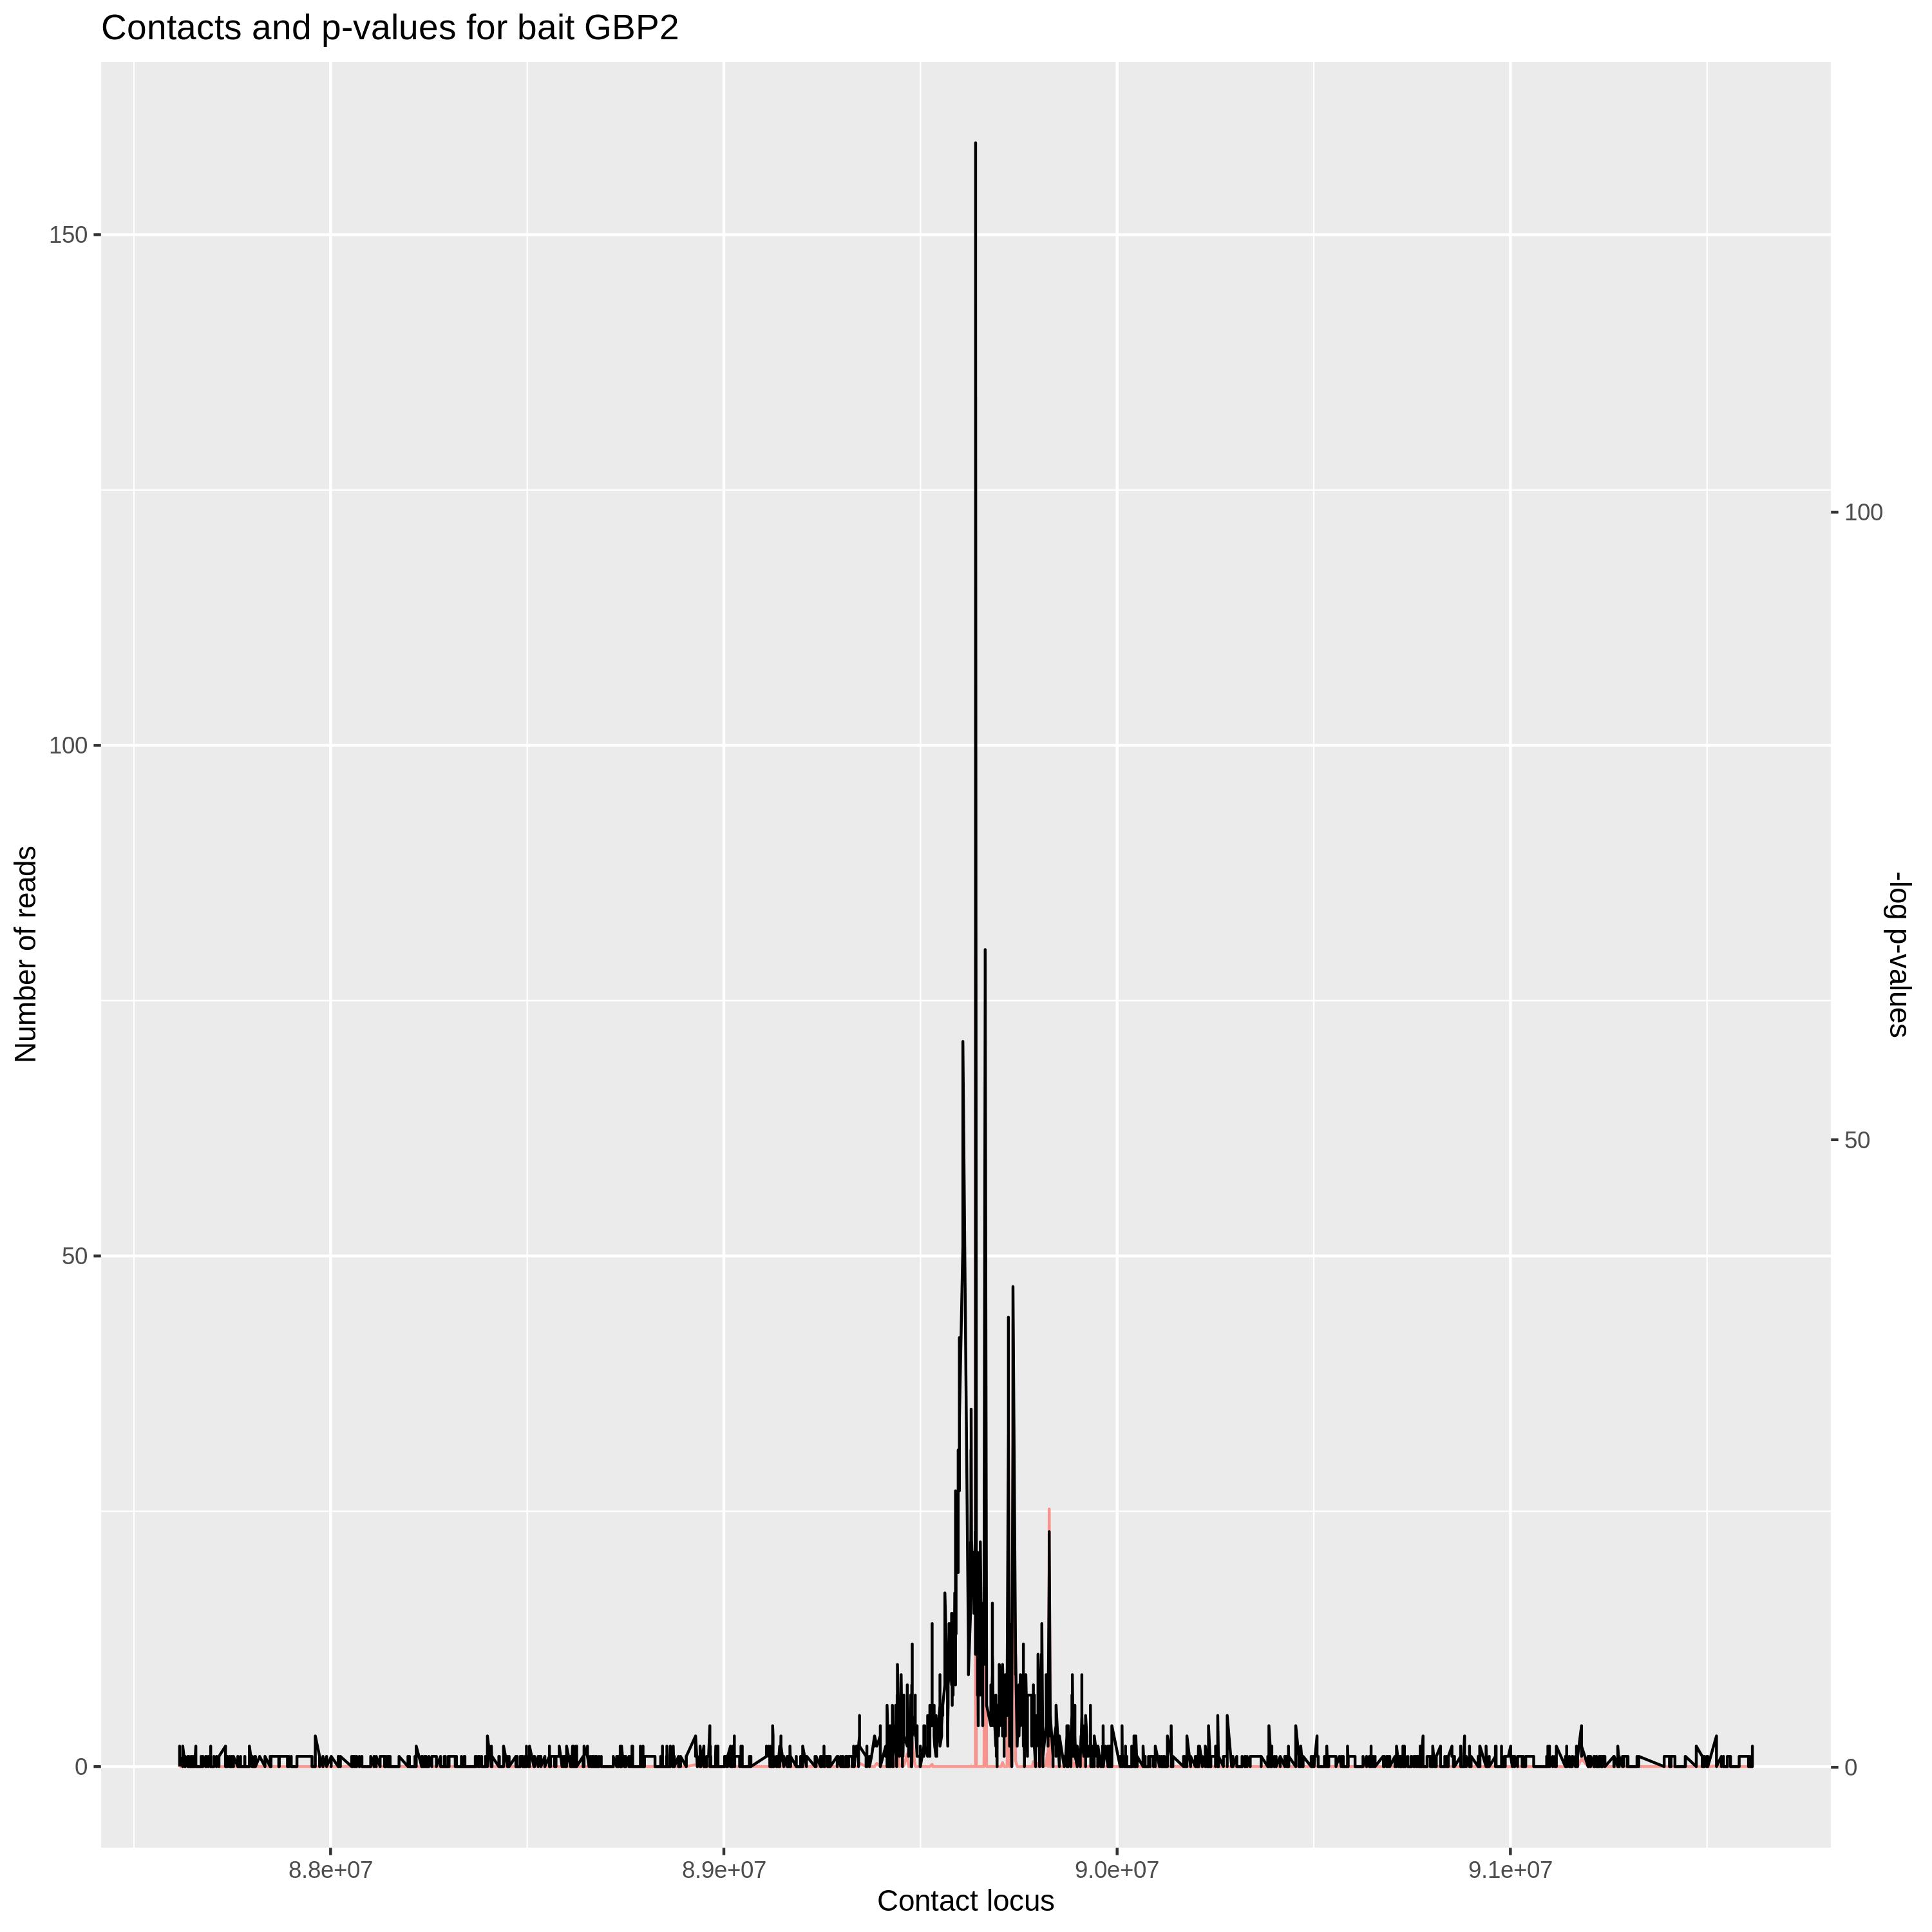 Contacts and p-values for bait GBP2
150
100
50
0
Number of reads
100
50
0
-log p-values
8.8e+07
8.9e+07
9.0e+07
9.1e+07
Contact locus